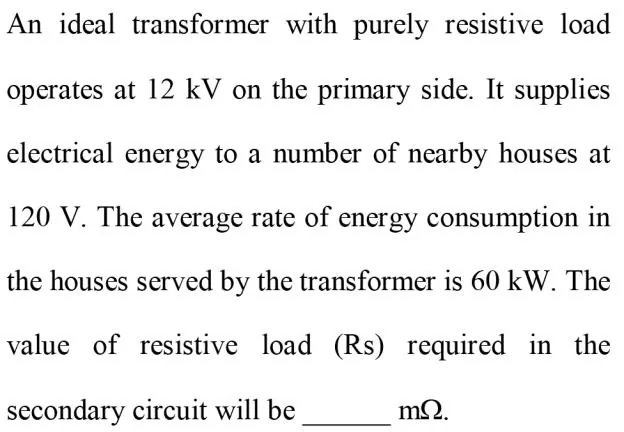 An ideal transformer with purely resistive load
operates at 12 kV on the primary side. It supplies
electrical energy to a number of nearby houses at
120 V. The average rate of energy consumption in
the houses served by the transformer is 60 kW. The
value of resistive load (Rs) required in the
secondary circuit will be _______ mΩ.